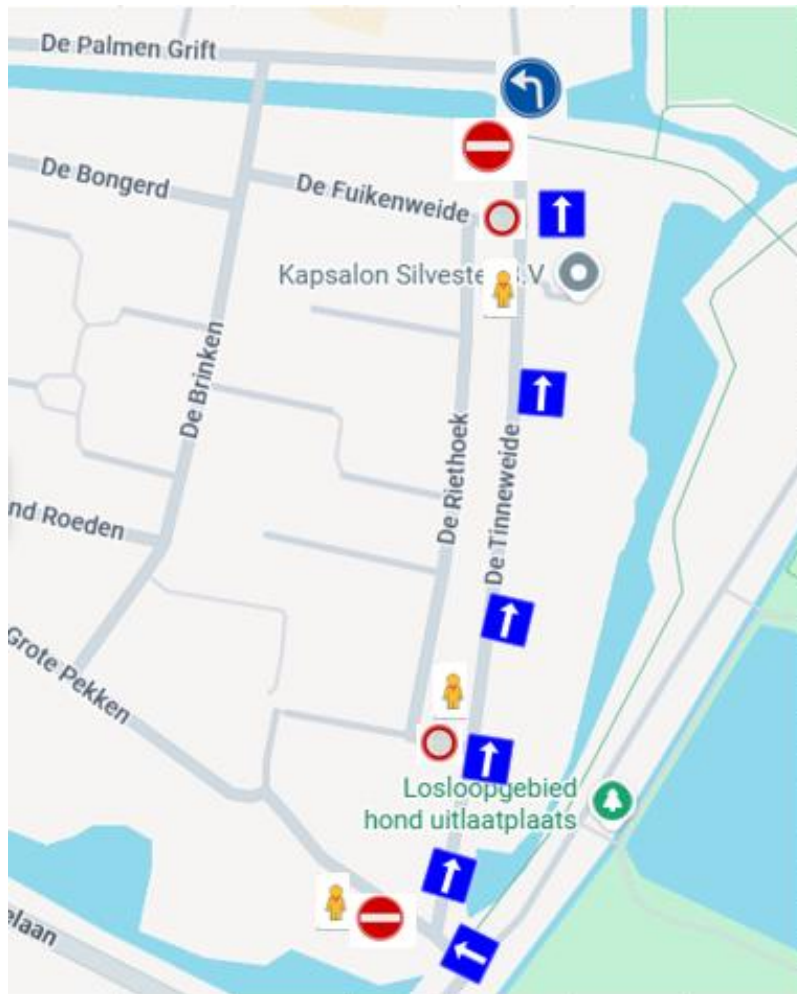 De Palmen Grift
De Bongerd
De Fuikenweide
Kapsalon Silveste .V
De Brinken
De Riethoek
De Tinneweide
nd Roeden
Grote Pekken
Losloopgebied
hond uitlaatplaats
elaan